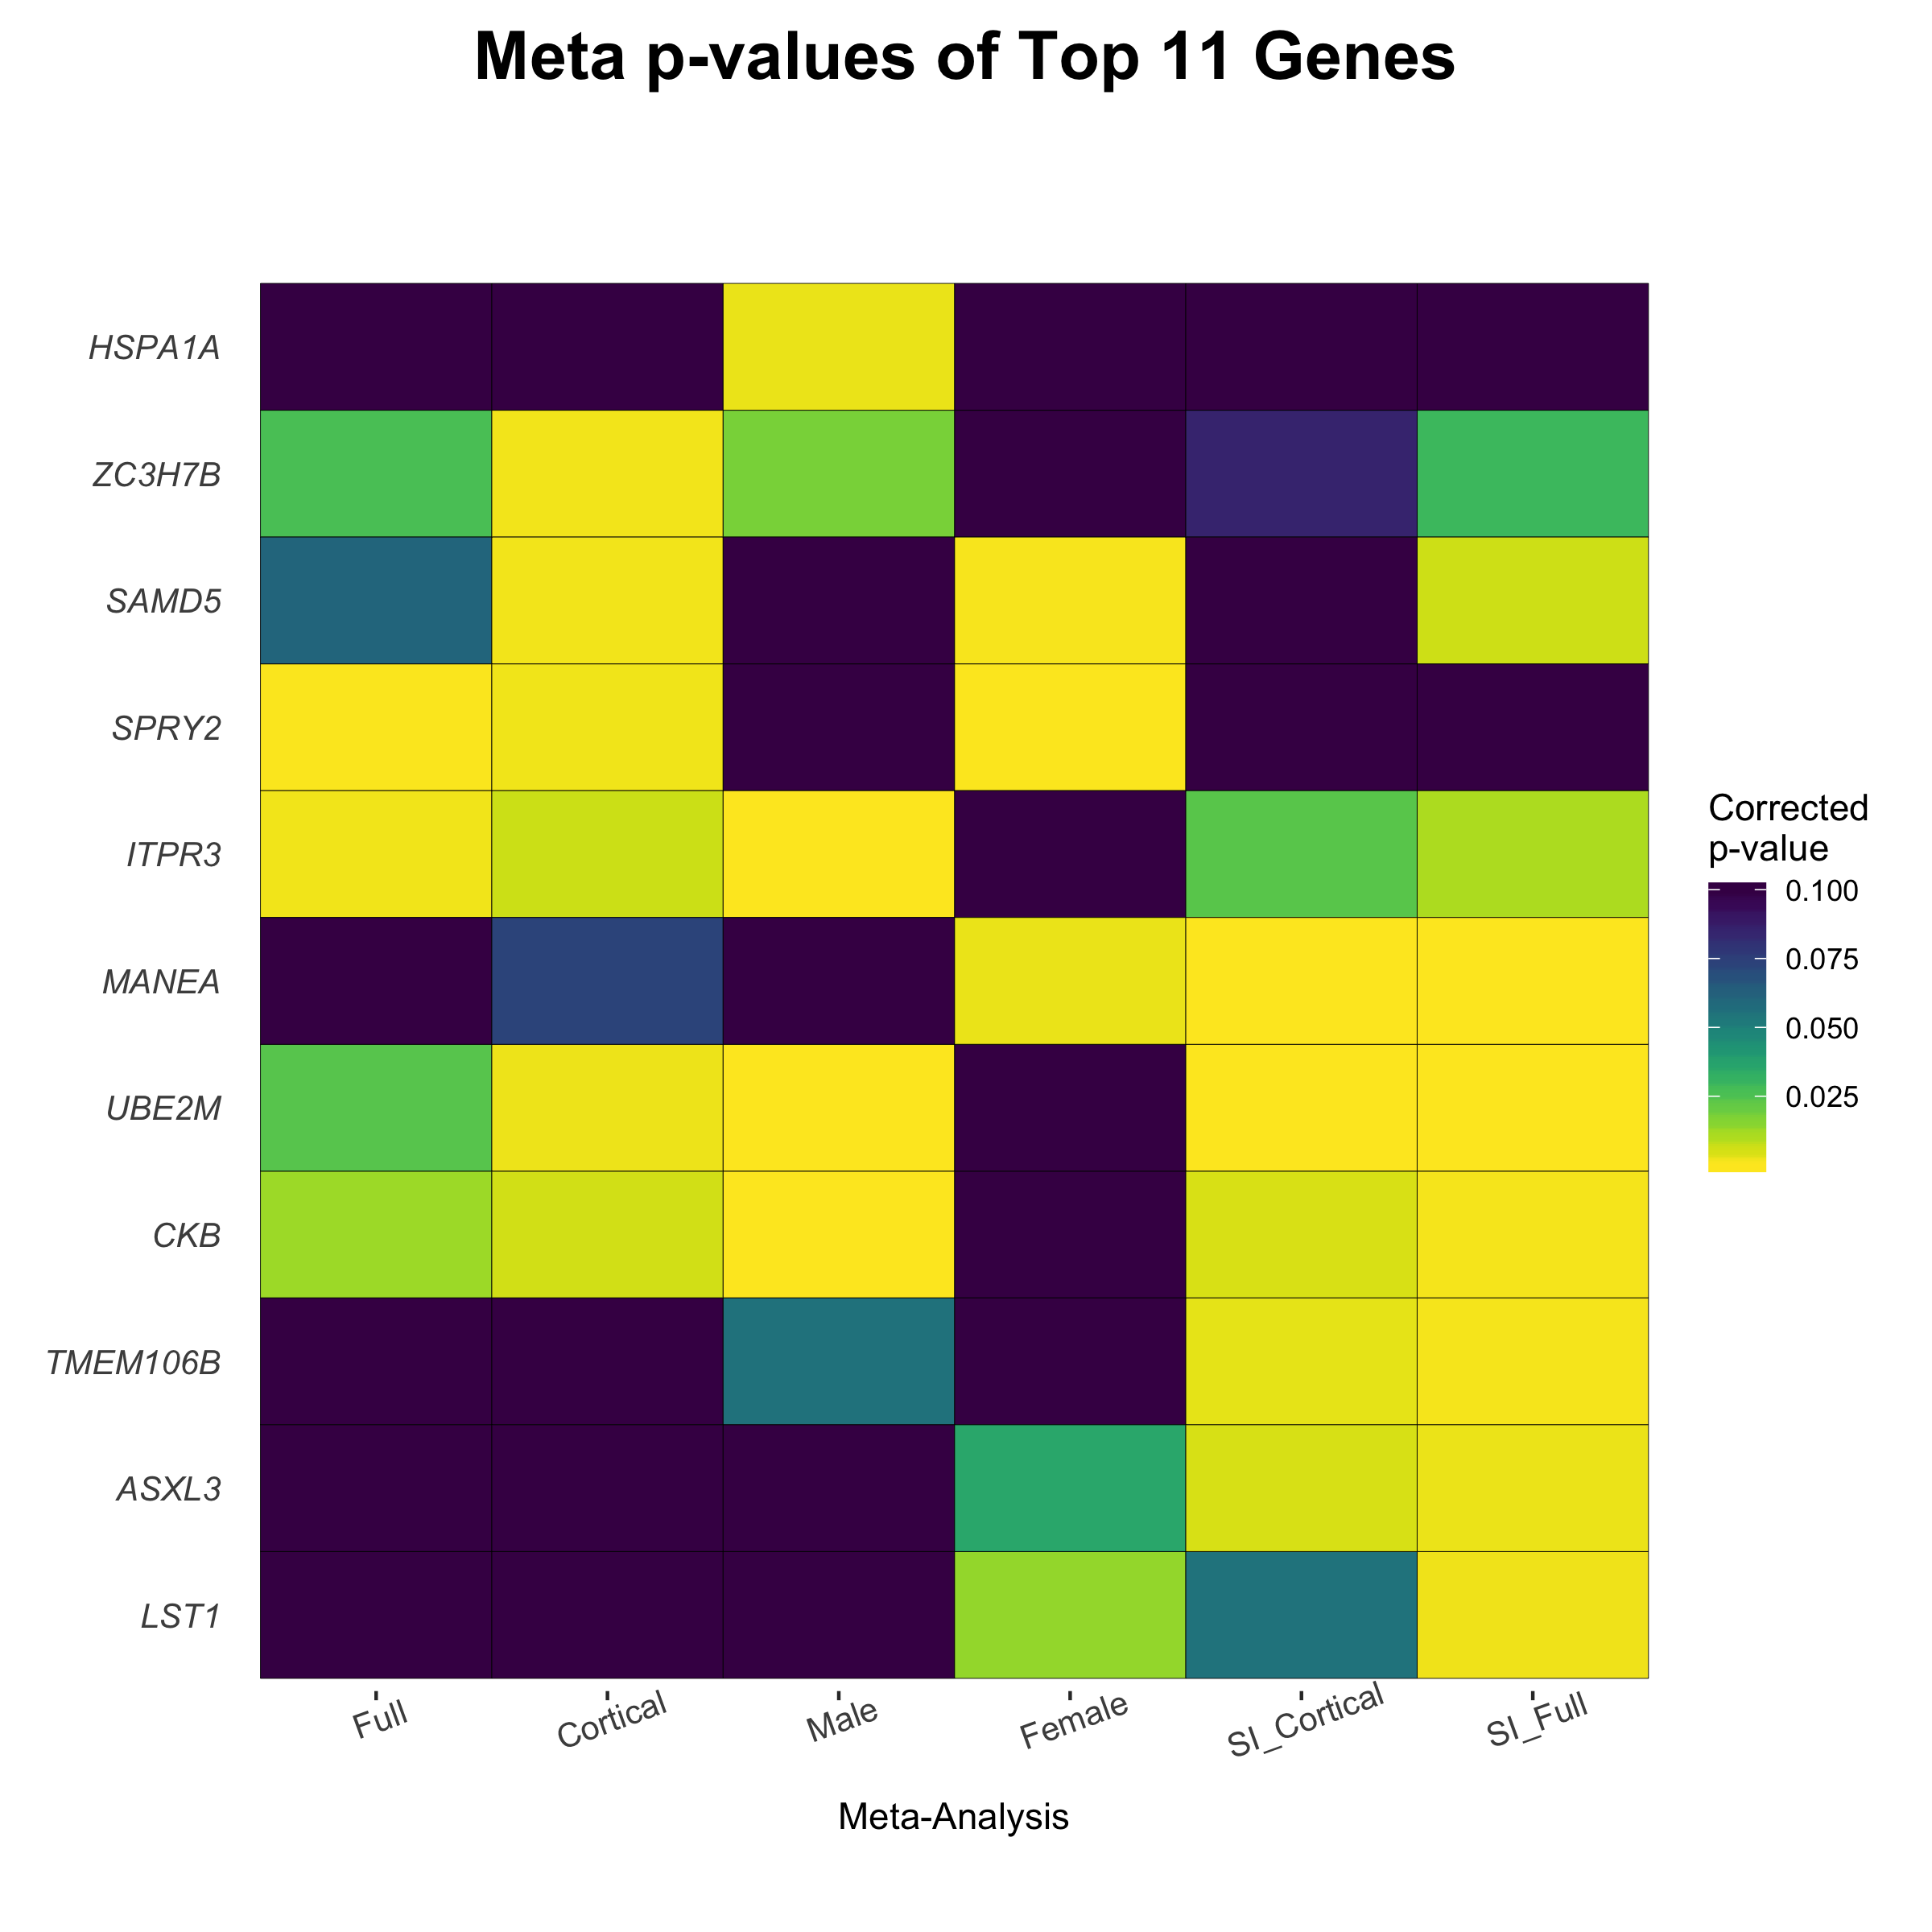 Meta p-values of Top 11 Genes
HSPA1A
ZC3H7B
SAMD5
SPRY2
ITPR3
MANEA
UBE2M
CKB
TMEM106B
ASXL3
LST1
Full
Cortical
Male
Female
SI_Cortical
SI_Full
Meta-Analysis
Corrected
p-value
0.100
0.075
0.050
0.025